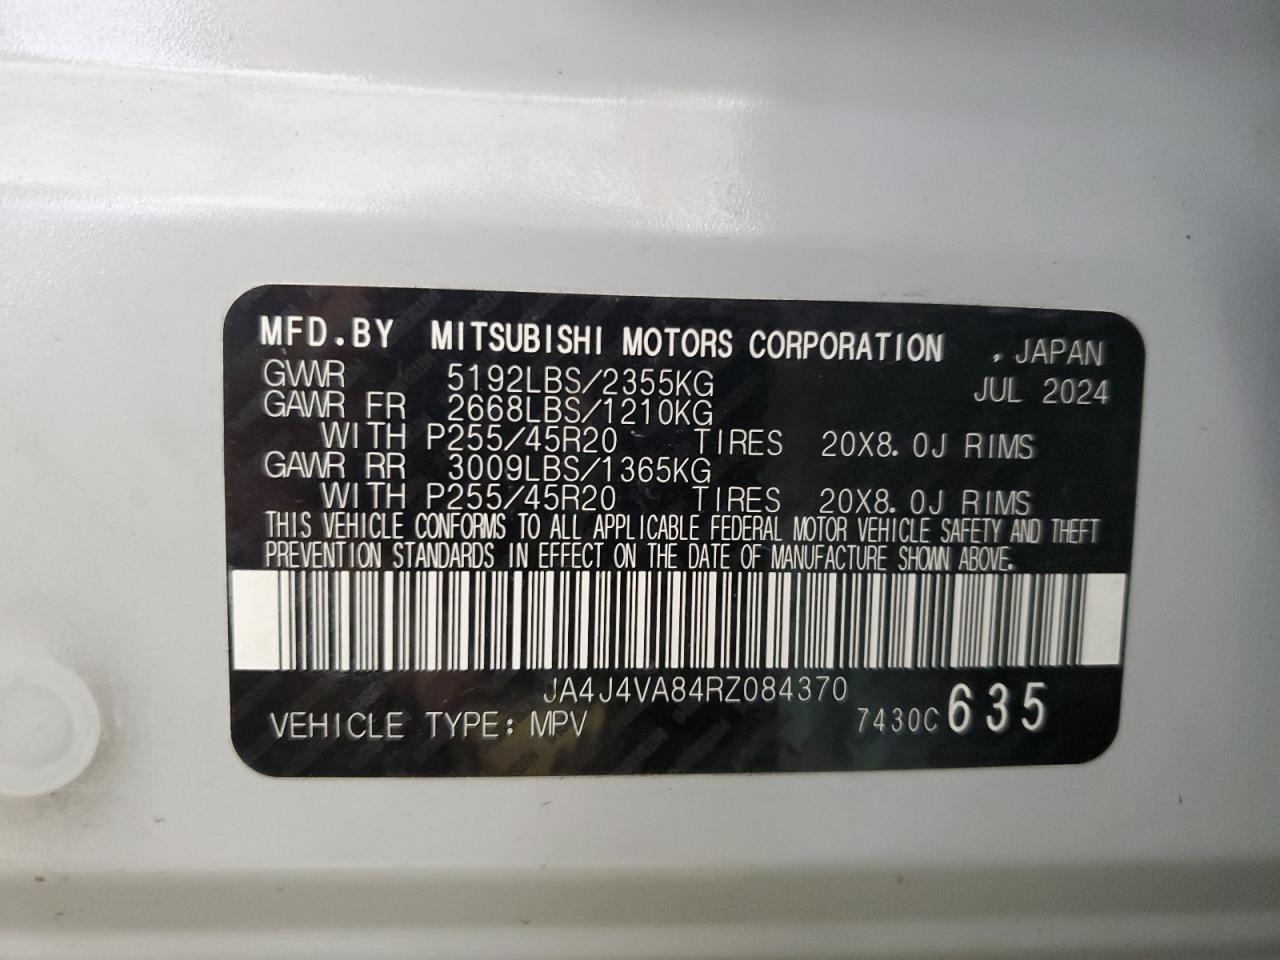 MFD.BY MITSUBISHI MOTORS CORPORATION , JAPAN
GVWR 5192LBS/2355KG JUL 2024
GAWR FR 2668LBS/1210KG
WITH P255/45R20 TIRES 20X8.0J RIMS
GAWR RR 3009LBS/1365KG
WITH P255/45R20 TIRES 20X8.0J RIMS
THIS VEHICLE CONFORMS TO ALL APPLICABLE FEDERAL MOTOR VEHICLE SAFETY AND THEFT
PREVENTION STANDARDS IN EFFECT ON THE DATE OF MANUFACTURE SHOWN ABOVE.
JA4J4VA84RZ084370
VEHICLE TYPE: MPV 7430C 635